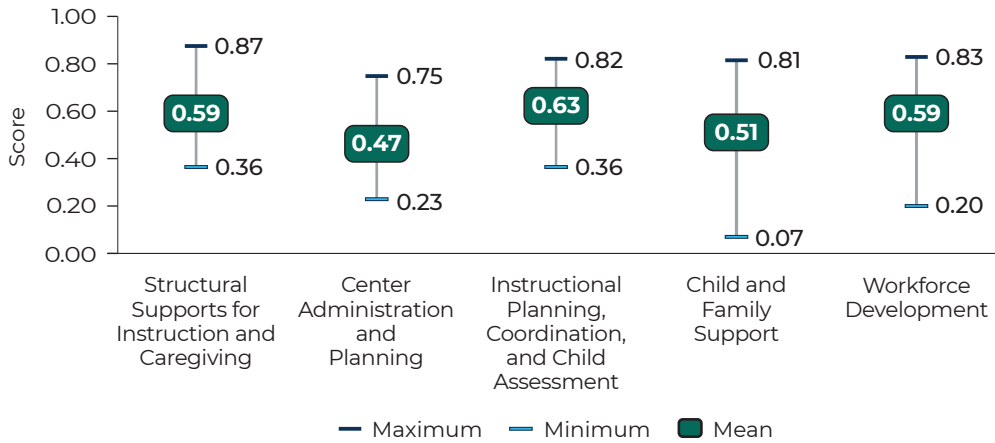 1.00
0.80
0.60
0.40
0.20
0.00
Score
0.87
0.59
0.36
0.75
0.47
0.23
0.82
0.63
0.36
0.81
0.51
0.07
0.83
0.59
0.20
Structural
Supports for
Instruction and
Caregiving
Center
Administration
and
Planning
Instructional
Planning,
Coordination,
and Child
Assessment
Child and
Family
Support
Workforce
Development
Maximum Minimum Mean